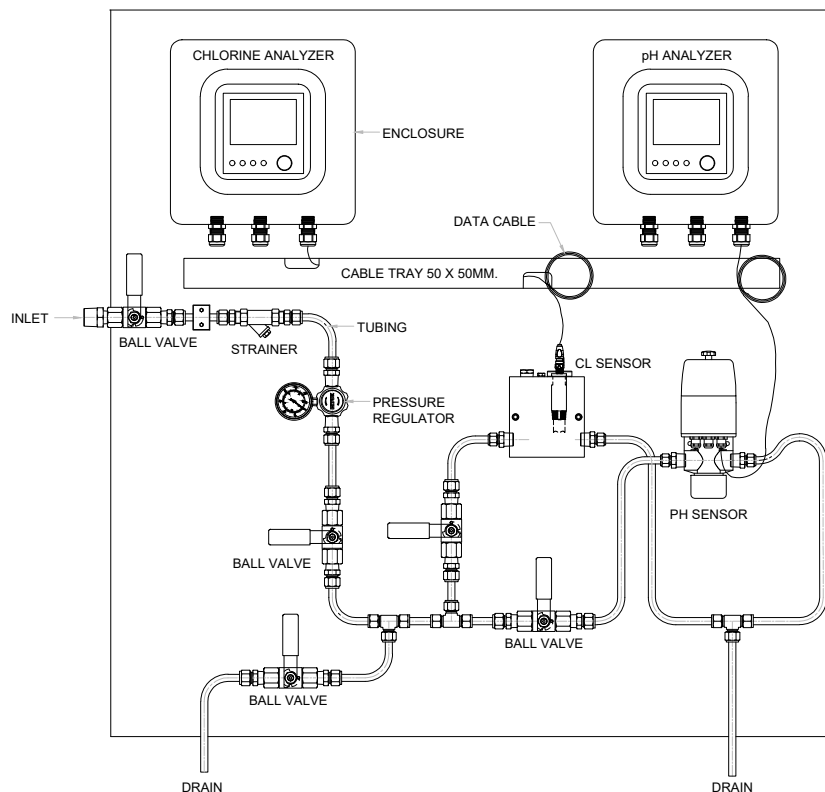 CHLORINE ANALYZER
pH ANALYZER
ENCLOSURE
DATA CABLE
CABLE TRAY 50 X 50MM.
INLET
BALL VALVE
STRAINER
TUBING
CL SENSOR
PRESSURE
REGULATOR
PH SENSOR
BALL VALVE
BALL VALVE
BALL VALVE
DRAIN
DRAIN